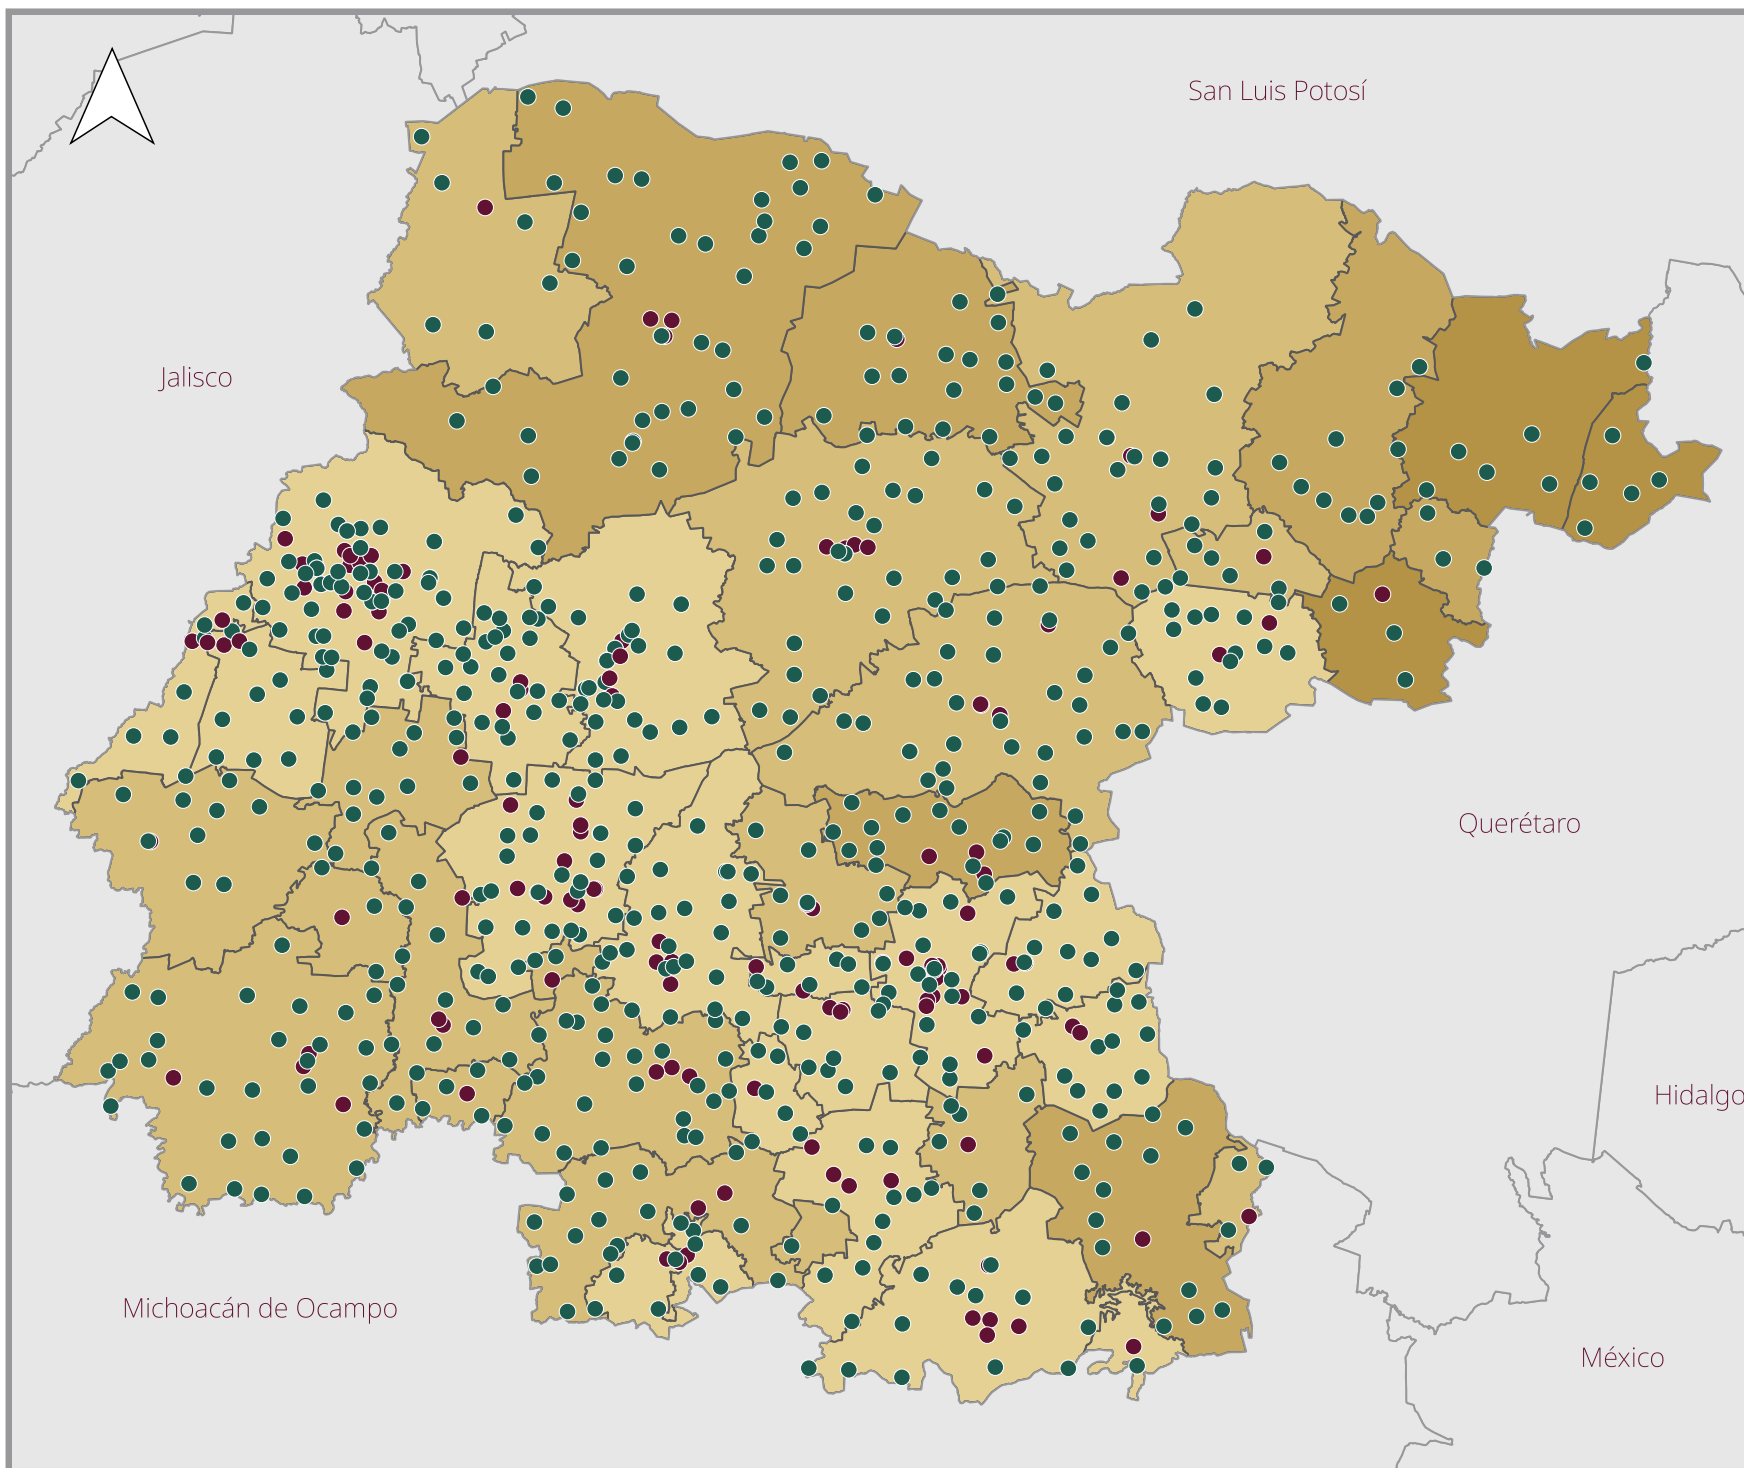 San Luis Potosí
Jalisco
Querétaro
Hidalgo
Michoacán de Ocampo
México